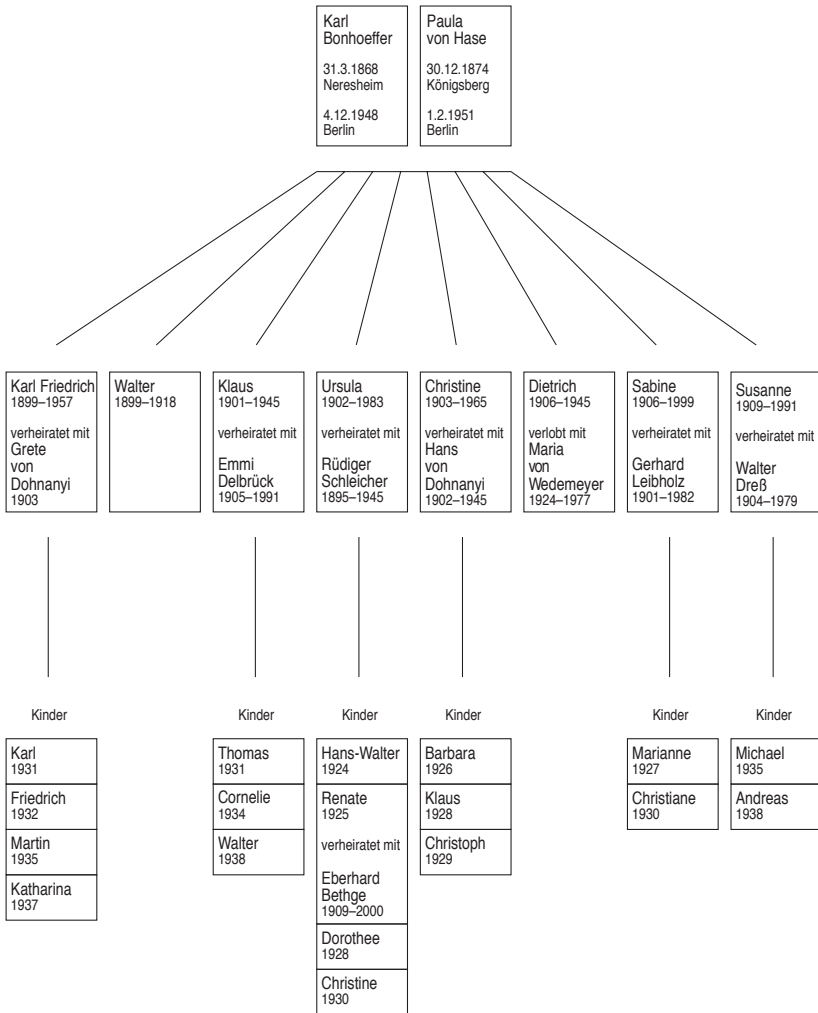 Karl
Bonhoeffer
31.3.1868
Neresheim
4.12.1948
Berlin
Paula
von Hase
30.12.1874
Königsberg
1.2.1951
Berlin
Karl Friedrich
1899–1957
verheiratet mit
Grete
von
Dohnanyi
1903
Walter
1899–1918
Klaus
1901–1945
verheiratet mit
Emmi
Delbrück
1905–1991
Ursula
1902–1983
verheiratet mit
Rüdiger
Schleicher
1895–1945
Christine
1903–1965
verheiratet mit
Hans
von
Dohnanyi
1902–1945
Dietrich
1906–1945
verlobt mit
Maria
von
Wedemeyer
1924–1977
Sabine
1906–1999
verheiratet mit
Gerhard
Leibholz
1901–1982
Susanne
1909–1991
verheiratet mit
Walter
Dreß
1904–1979
Kinder
Karl
1931
Friedrich
1932
Martin
1935
Katharina
1937
Kinder
Thomas
1931
Cornelie
1934
Walter
1938
Kinder
Hans-Walter
1924
Renate
1925
verheiratet mit
Eberhard
Bethge
1909–2000
Dorothee
1928
Christine
1930
Kinder
Barbara
1926
Klaus
1928
Christoph
1929
Kinder
Marianne
1927
Christiane
1930
Kinder
Michael
1935
Andreas
1938